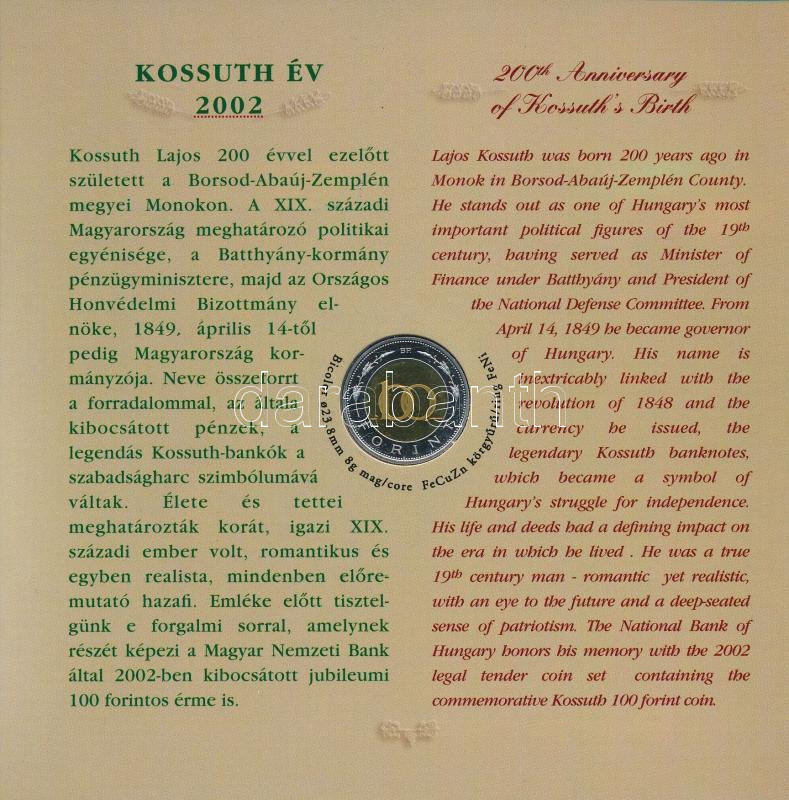 KOSSUTH ÉV
2002
Kossuth Lajos 200 évvel ezelőtt
született a Borsod-Abaúj-Zemplén
megyei Monokon. A XIX. századi
Magyarország meghatározó politikai
egyénisége, a Batthyány-kormány
pénzügyminisztere, majd az Országos
Honvédelmi Bizottmány el-
nöke, 1849. április 14-től
pedig Magyarország kor-
mányzója. Neve összeforrt
a forradalommal, az általa
kibocsátott pénzek, a
legendás Kossuth-bankók a
szabadságharc szimbólumává
váltak. Élete és tettei
meghatározták korát, igazi XIX.
századi ember volt, romantikus és
egyben realista, mindenben előre-
mutató hazafi. Emléke előtt tisztel-
günk e forgalmi sorral, amelynek
részét képezi a Magyar Nemzeti Bank
által 2002-ben kibocsátott jubileumi
100 forintos érme is.
200th Anniversary
of Kossuth's Birth
Lajos Kossuth was born 200 years ago in
Monok in Borsod-Abaúj-Zemplén County.
He stands out as one of Hungary's most
important political figures of the 19th
century, having served as Minister of
Finance under Batthyány and President of
the National Defense Committee. From
April 14, 1849 he became governor
of Hungary. His name is
inextricably linked with the
revolution of 1848 and the
currency he issued, the
legendary Kossuth banknotes,
which became a symbol of
Hungary's struggle for independence.
His life and deeds had a defining impact on
the era in which he lived . He was a true
19th century man - romantic yet realistic,
with an eye to the future and a deep-seated
sense of patriotism. The National Bank of
Hungary honors his memory with the 2002
legal tender coin set containing the
commemorative Kossuth 100 forint coin.
Bicolor ø23,8mm 8g mag/core FeCuZn körgyűrű/ring FeNi
BP.
100
FORINT
darabanth